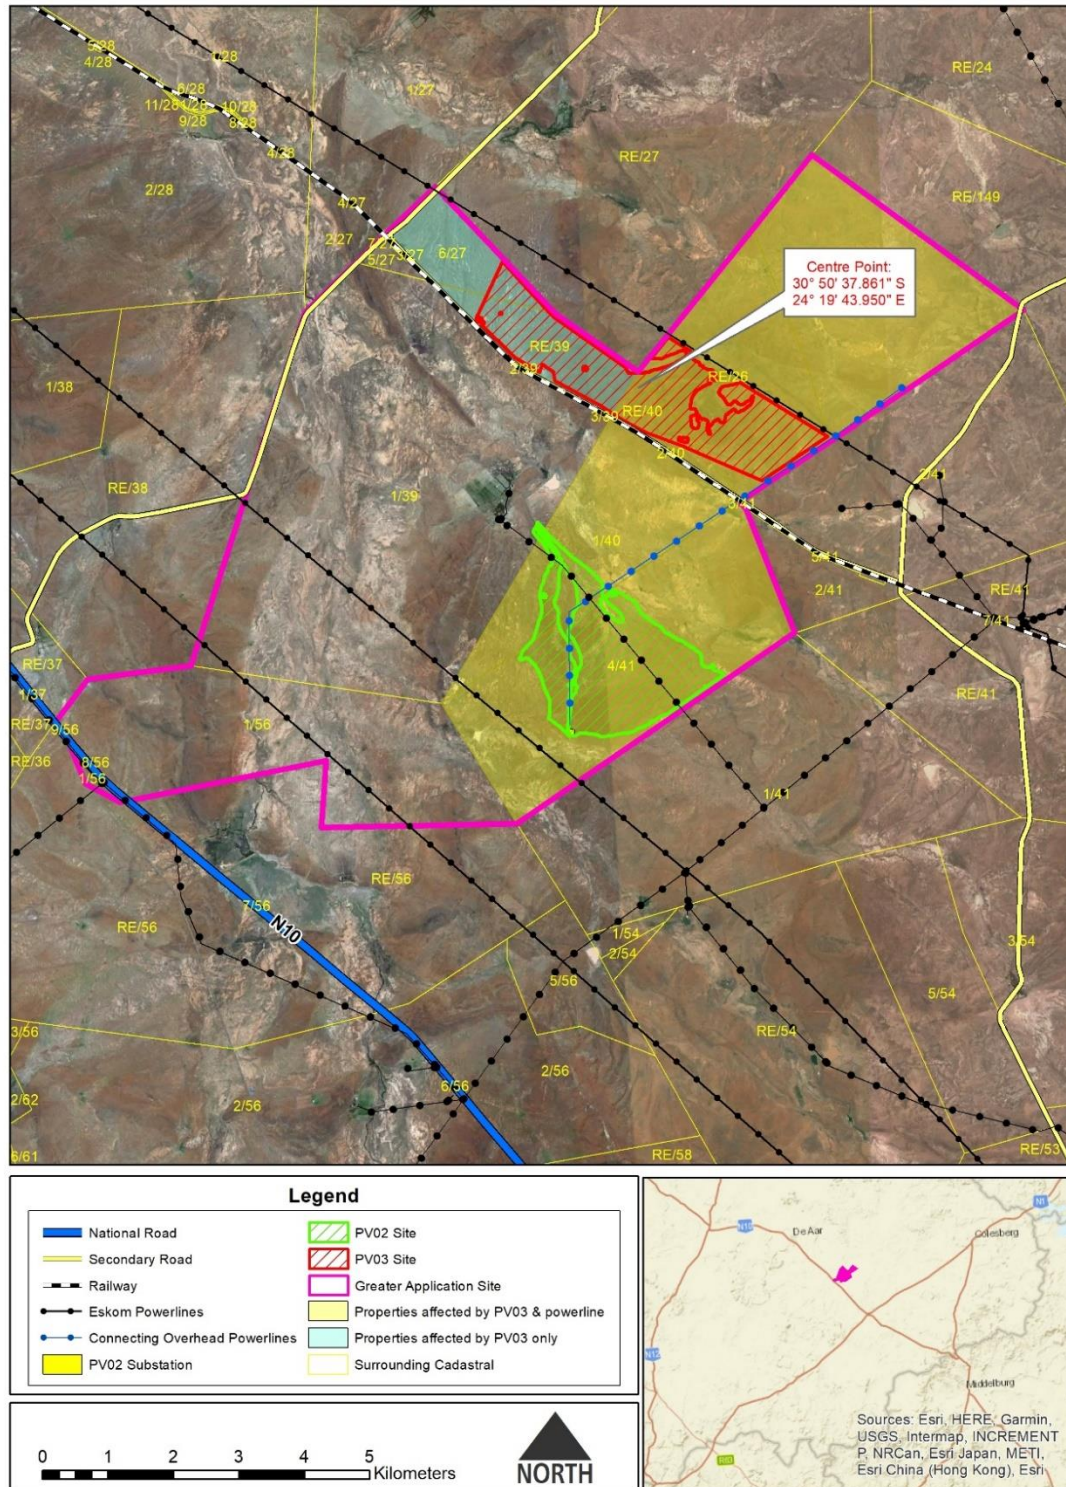 5/28
4/28
1/28
6/28
11/28
1/28
10/28
9/28
8/28
4/28
2/28
1/27
RE/24
RE/27
RE/149
4/27
2/27
7/27
5/27
3/27
6/27
Centre Point:
30° 50' 37.861" S
24° 19' 43.950" E
RE/39
2/39
RE/26
3/39
RE/40
2/40
1/38
RE/38
1/39
2/41
3/41
1/40
5/41
2/41
RE/41
7/41
4/41
RE/41
RE/37
1/37
RE/37
9/56
RE/36
8/56
1/56
1/56
1/41
RE/56
7/56
N10
RE/56
1/54
2/54
5/56
3/54
5/54
3/56
RE/54
2/56
6/56
2/62
2/56
6/61
RE/58
RE/53
Legend
National Road
Secondary Road
Railway
Eskom Powerlines
Connecting Overhead Powerlines
PV02 Substation
PV02 Site
PV03 Site
Greater Application Site
Properties affected by PV03 & powerline
Properties affected by PV03 only
Surrounding Cadastral
0 1 2 3 4 5
Kilometers
NORTH
N10
De Aar
N1
Colesberg
N12
Middelburg
R63
Sources: Esri, HERE, Garmin,
USGS, Intermap, INCREMENT
P, NRCan, Esri Japan, METI,
Esri China (Hong Kong), Esri